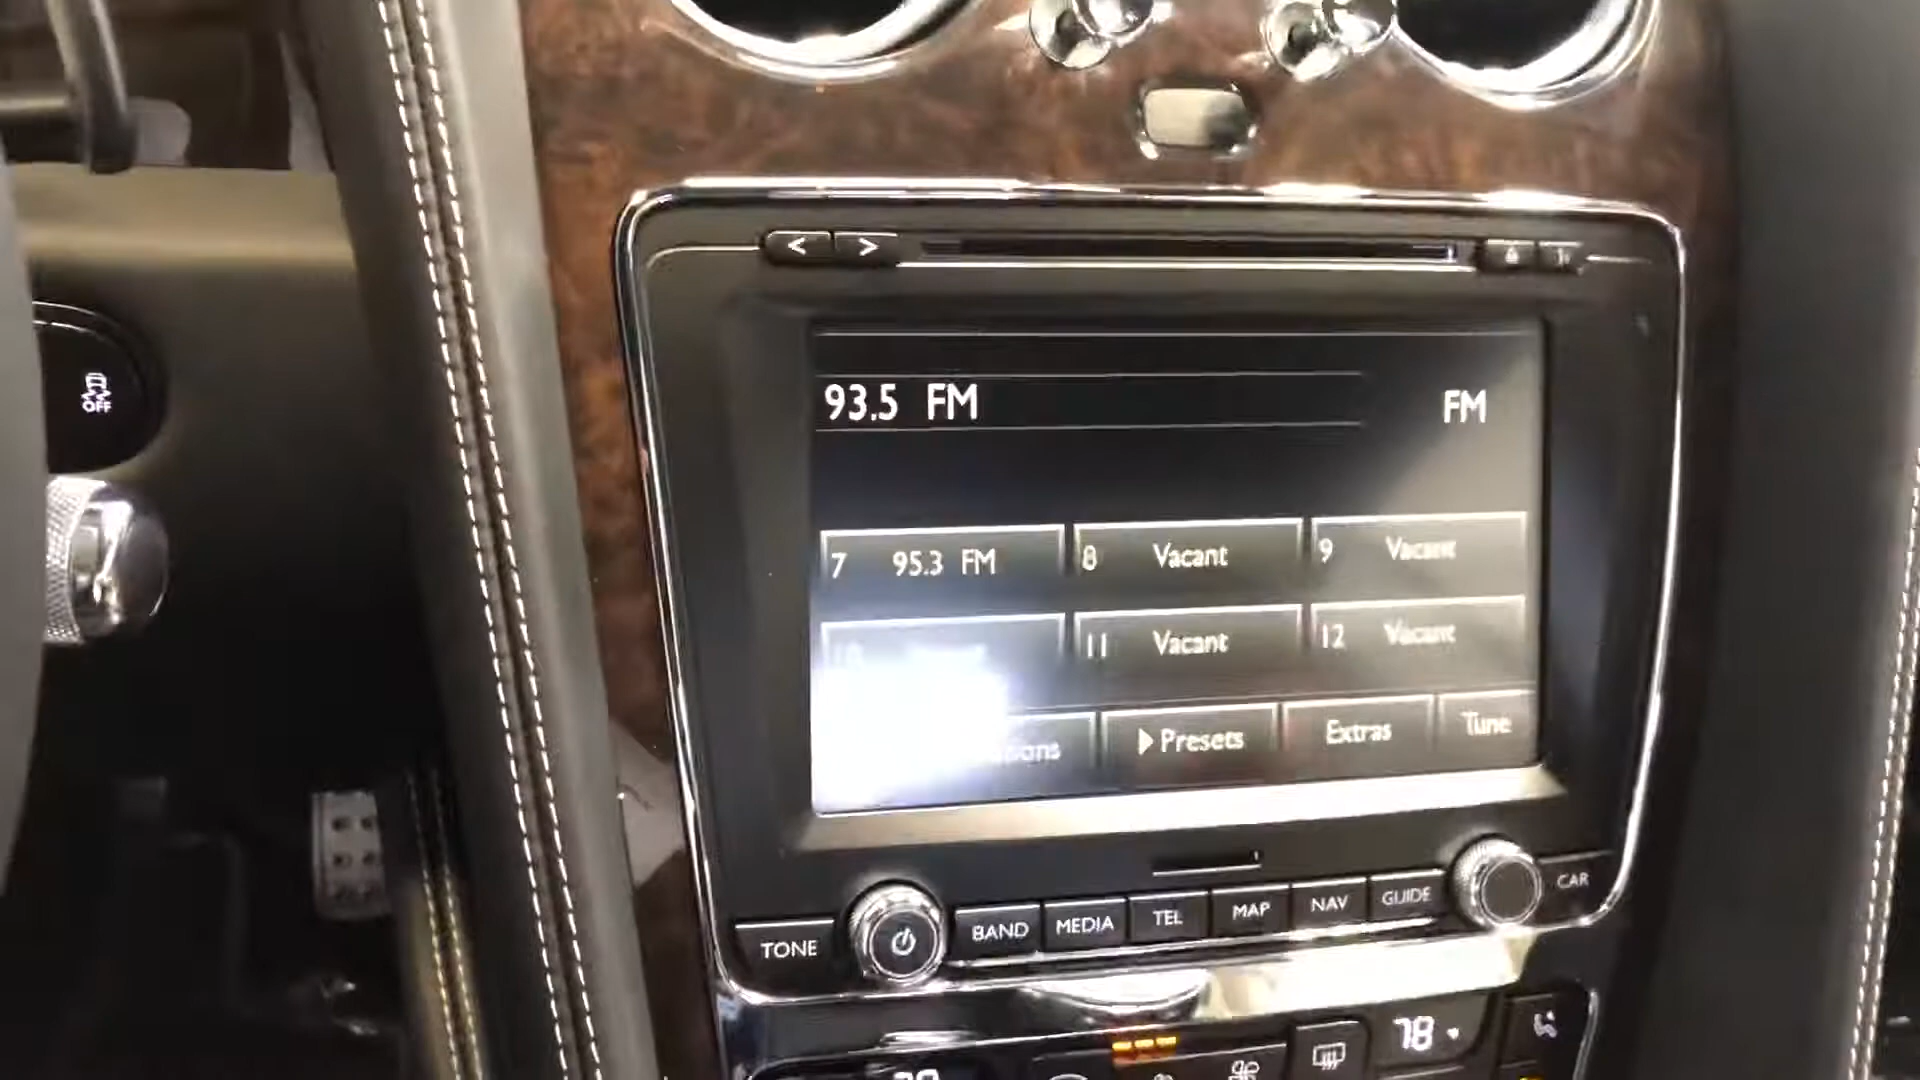 < >
OFF
93.5 FM
FM
7 95.3 FM
8 Vacant
9 Vacant
11 Vacant
12 Vacant
Presets
Extras
Tune
TONE
BAND
MEDIA
TEL
MAP
NAV
GUIDE
CAR
78